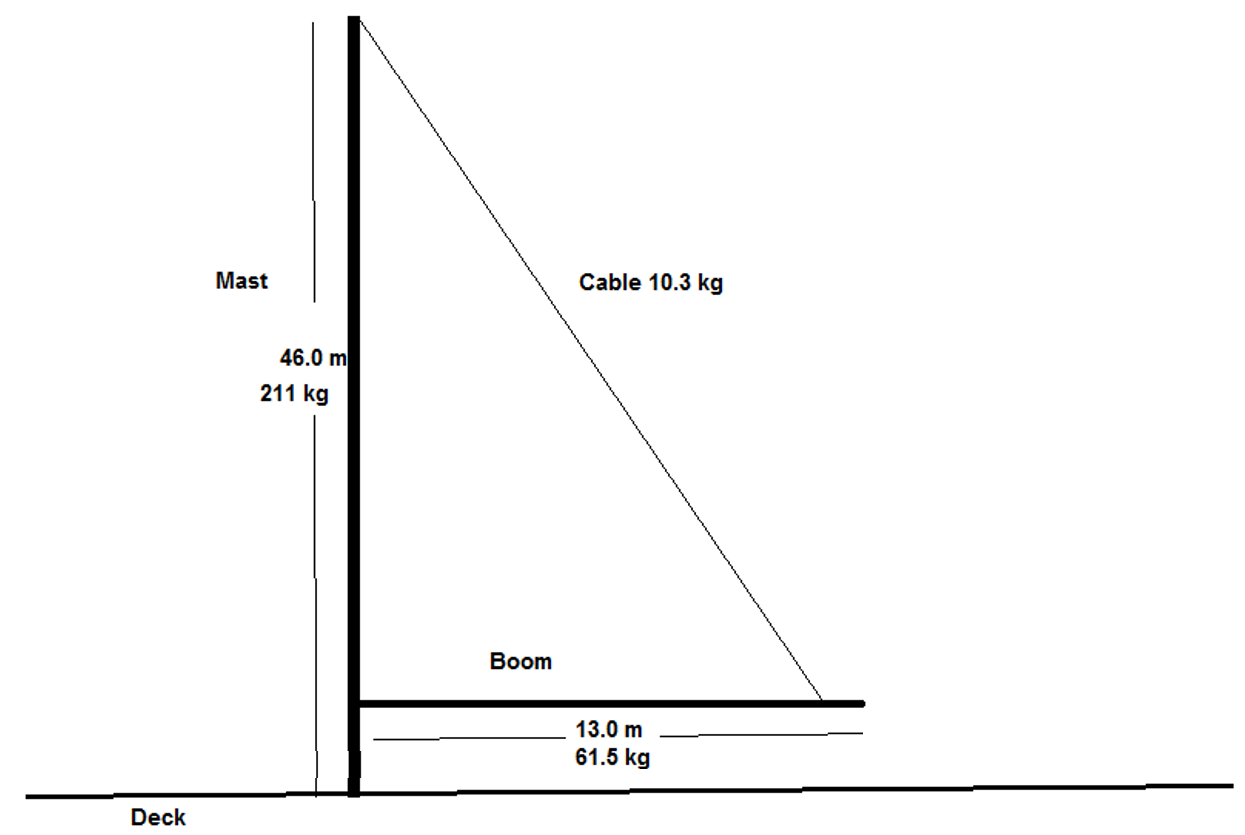 Mast
Cable 10.3 kg
46.0 m
211 kg
Boom
13.0 m
61.5 kg
Deck